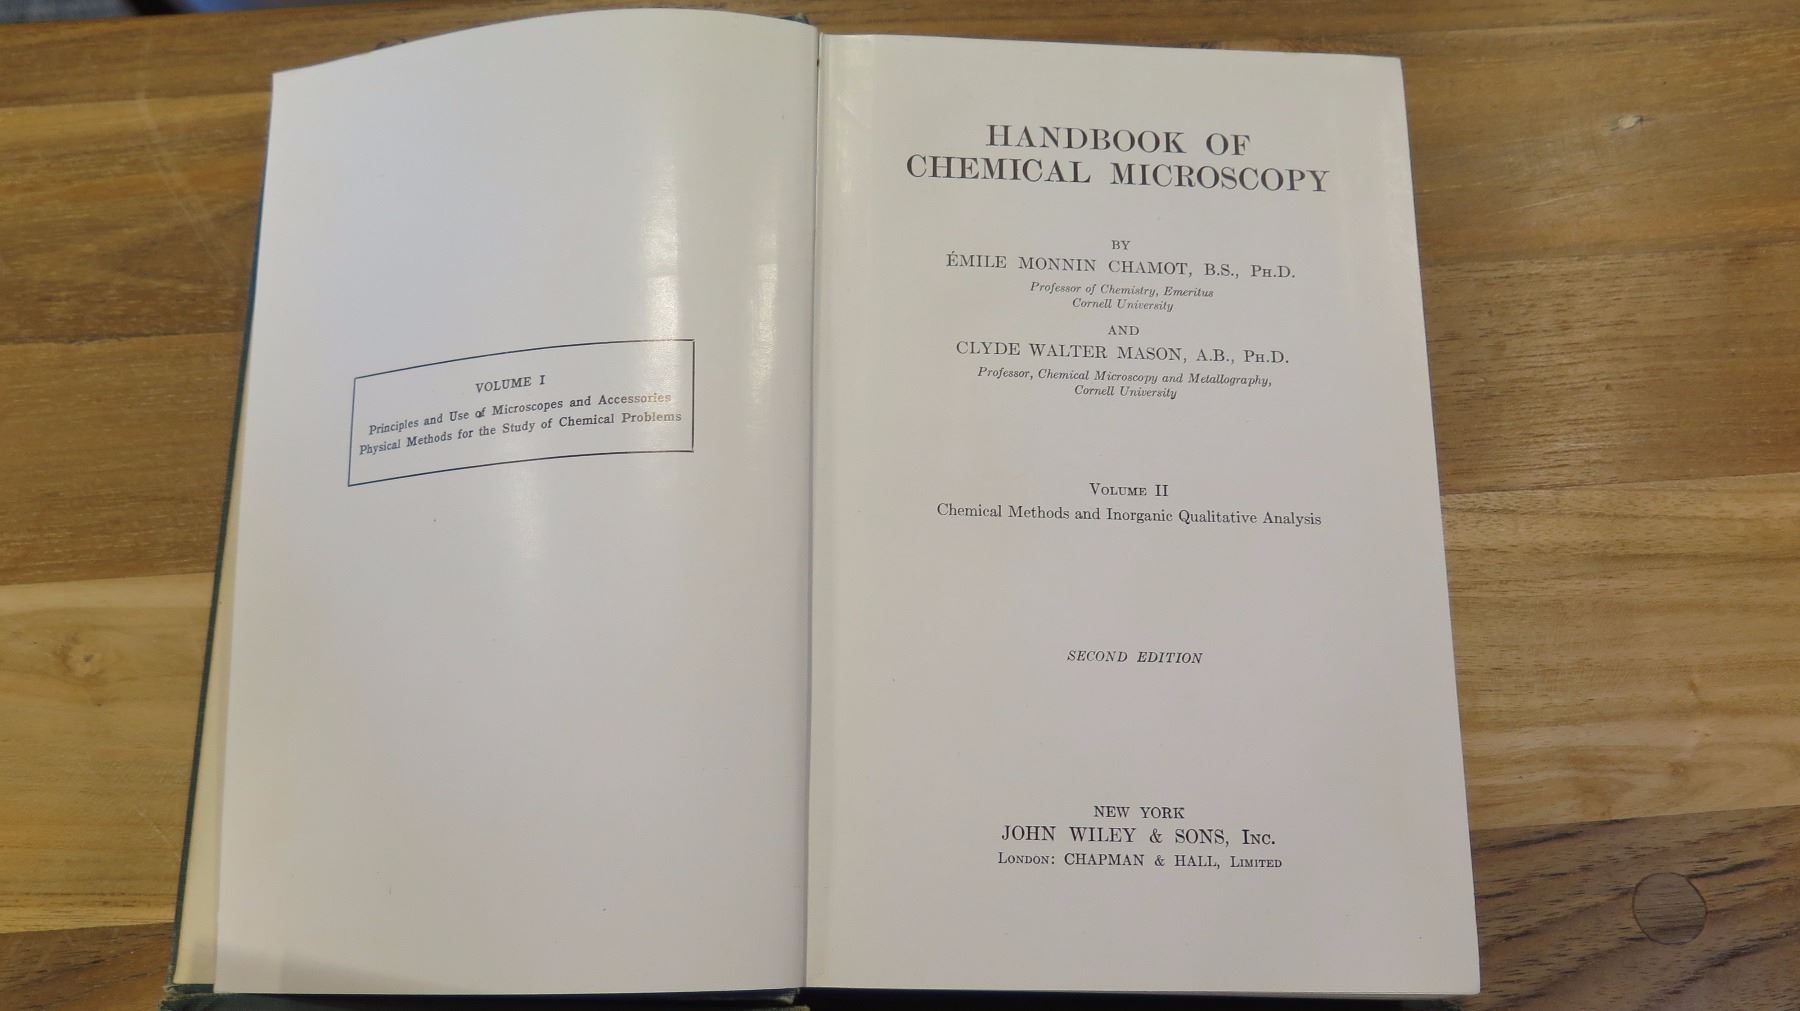 VOLUME I
Principles and Use of Microscopes and Accessories
Physical Methods for the Study of Chemical Problems
HANDBOOK OF
CHEMICAL MICROSCOPY
BY
ÉMILE MONNIN CHAMOT, B.S., Ph.D.
Professor of Chemistry, Emeritus
Cornell University
AND
CLYDE WALTER MASON, A.B., Ph.D.
Professor, Chemical Microscopy and Metallography,
Cornell University
Volume II
Chemical Methods and Inorganic Qualitative Analysis
SECOND EDITION
NEW YORK
JOHN WILEY & SONS, Inc.
London: CHAPMAN & HALL, Limited